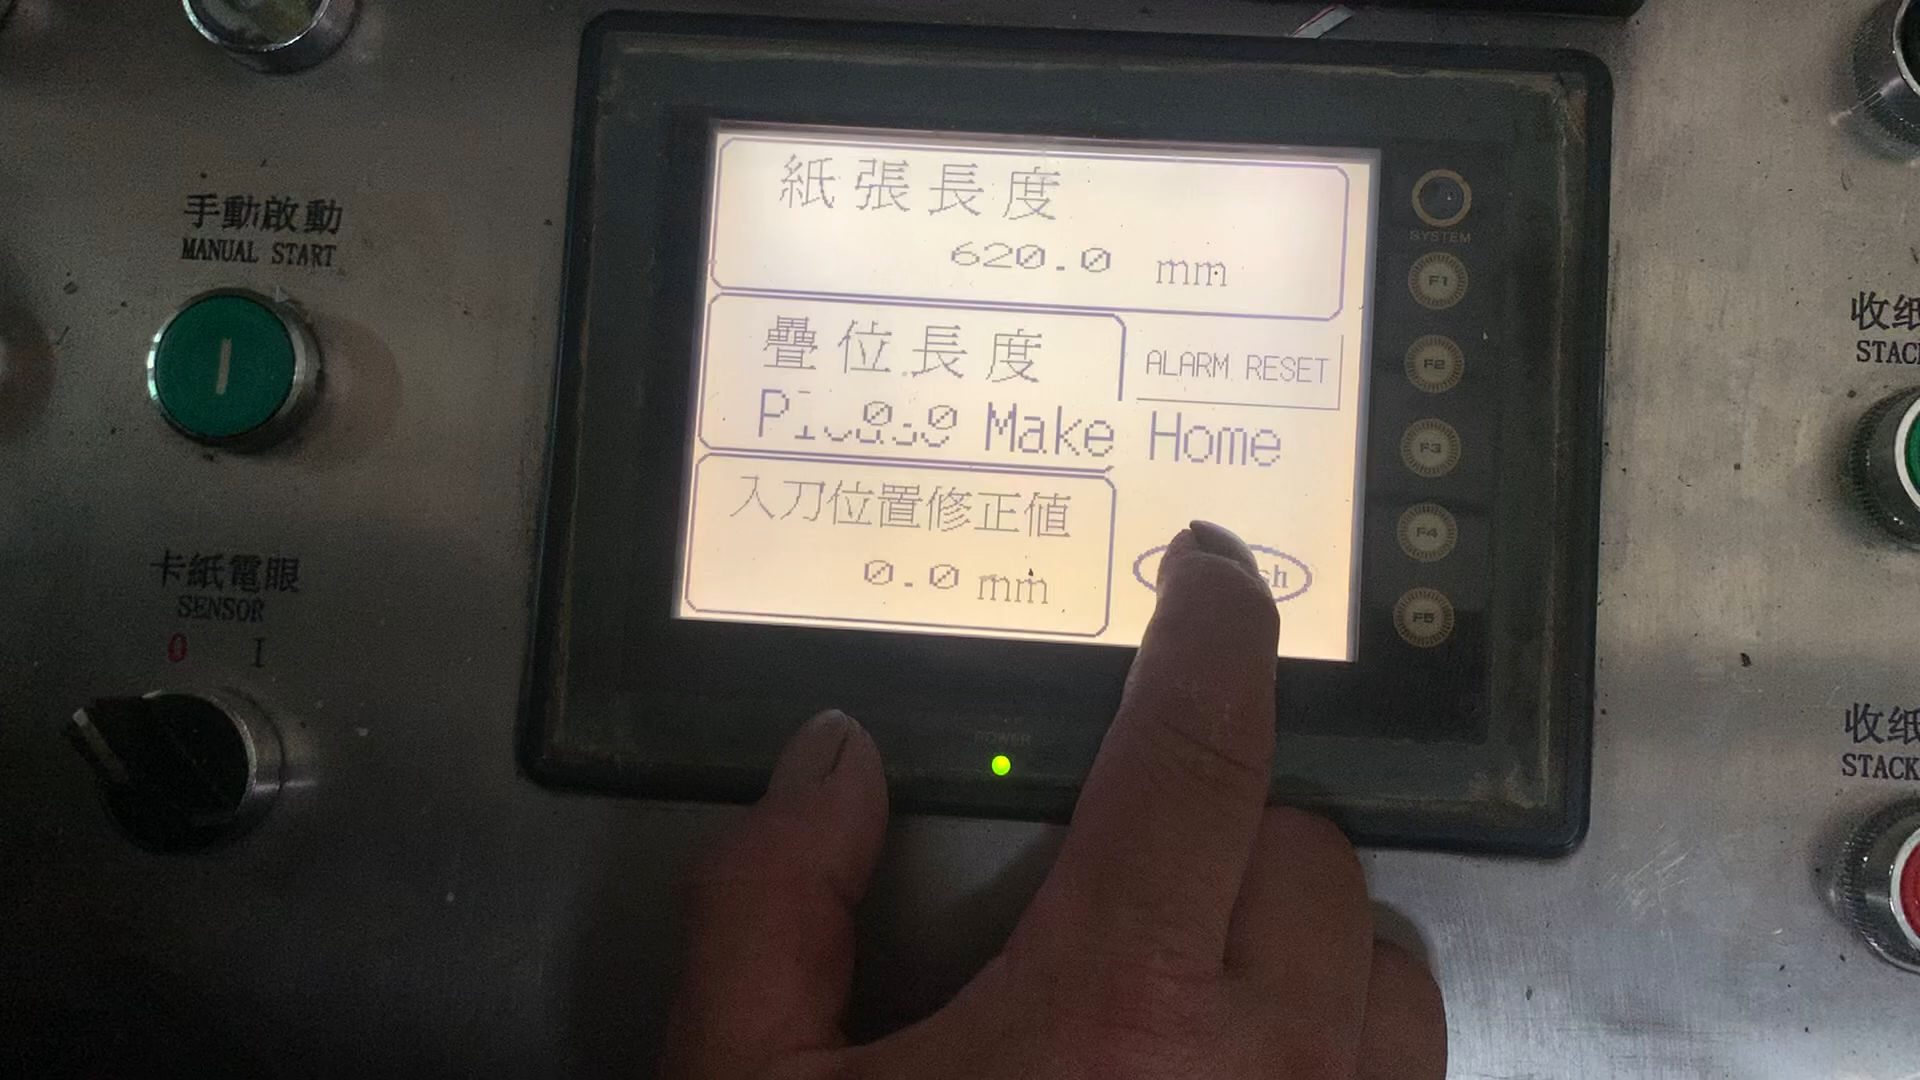 手動啟動
MANUAL START
卡紙電眼
SENSOR
0 I
紙張長度
620.0 mm
疊位長度
ALARM RESET
Make Home
入刀位置修正值
0.0 mm
SYSTEM
F1
F2
F3
F4
F5
POWER
收纸
STACK
收纸
STACK